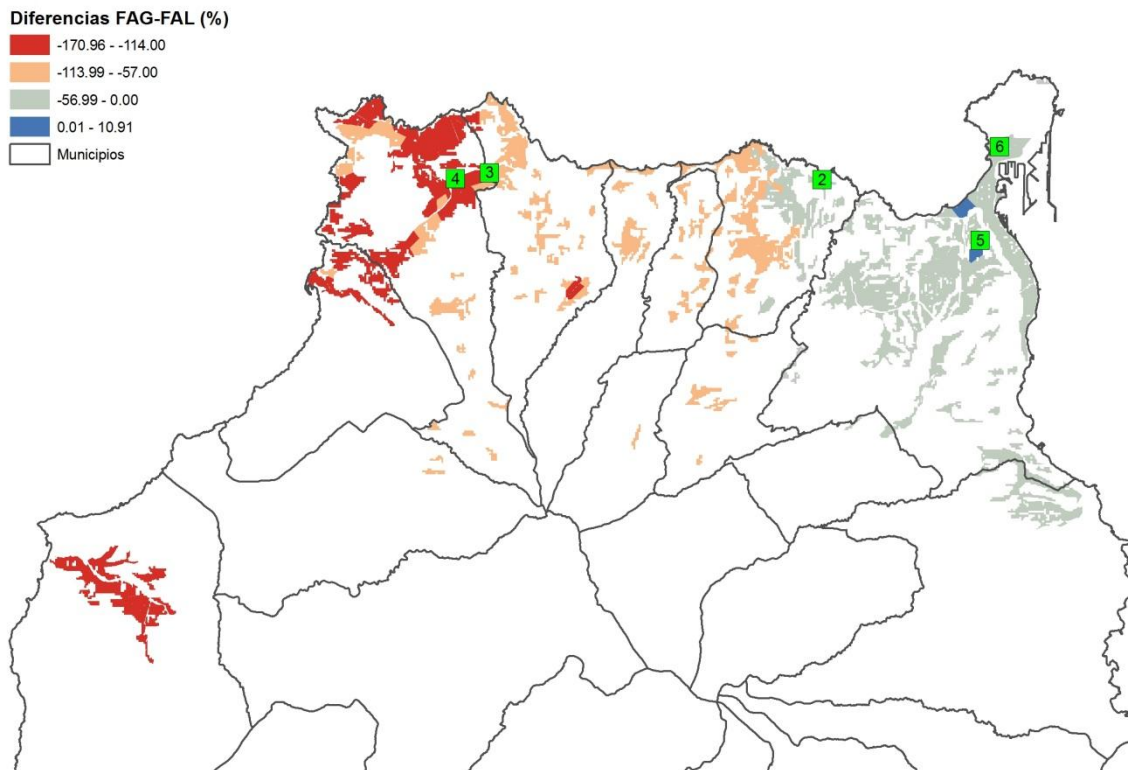 Diferencias FAG-FAL (%)
-170.96 - -114.00
-113.99 - -57.00
-56.99 - 0.00
0.01 - 10.91
Municipios
6
4
3
2
5